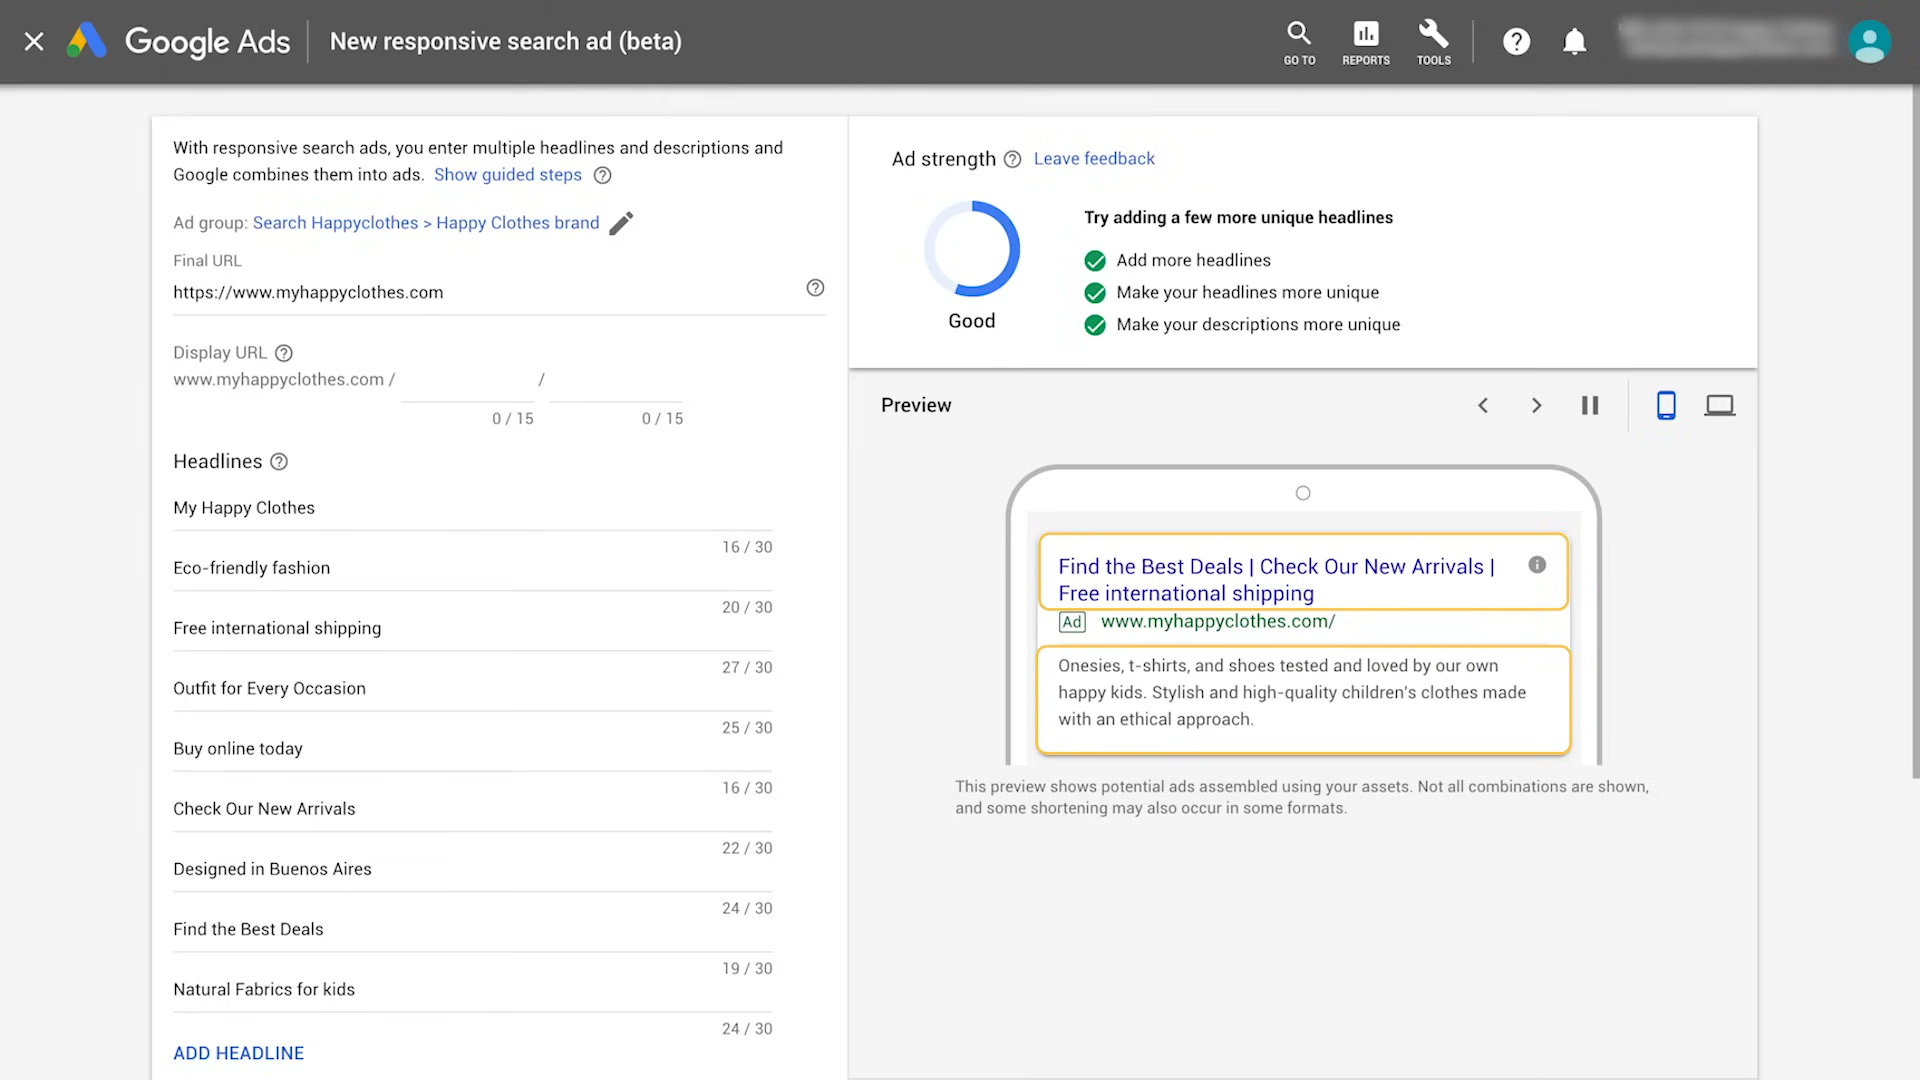 Google Ads
New responsive search ad (beta)
GO TO
REPORTS
TOOLS
With responsive search ads, you enter multiple headlines and descriptions and
Google combines them into ads. Show guided steps
Ad group: Search Happyclothes > Happy Clothes brand
Final URL
https://www.myhappyclothes.com
Display URL
www.myhappyclothes.com / /
0 / 15 0 / 15
Headlines
My Happy Clothes
16 / 30
Eco-friendly fashion
20 / 30
Free international shipping
27 / 30
Outfit for Every Occasion
25 / 30
Buy online today
16 / 30
Check Our New Arrivals
22 / 30
Designed in Buenos Aires
24 / 30
Find the Best Deals
19 / 30
Natural Fabrics for kids
24 / 30
ADD HEADLINE
Ad strength Leave feedback
Good
Try adding a few more unique headlines
Add more headlines
Make your headlines more unique
Make your descriptions more unique
Preview
Find the Best Deals | Check Our New Arrivals |
Free international shipping
Ad www.myhappyclothes.com/
Onesies, t-shirts, and shoes tested and loved by our own
happy kids. Stylish and high-quality children's clothes made
with an ethical approach.
This preview shows potential ads assembled using your assets. Not all combinations are shown,
and some shortening may also occur in some formats.